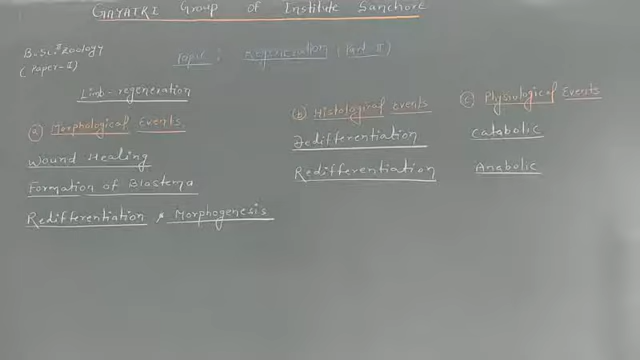 GAYATRI Group of Institute Sanchore
B.Sc. II Zoology
(Paper-II)
Topic : Regeneration (Part II)
Limb-regeneration
(a) Morphological Events
Wound Healing
Formation of Blastema
Redifferentiation & Morphogenesis
(b) Histological events
Dedifferentiation
Redifferentiation
(c) Physiological Events
Catabolic
Anabolic